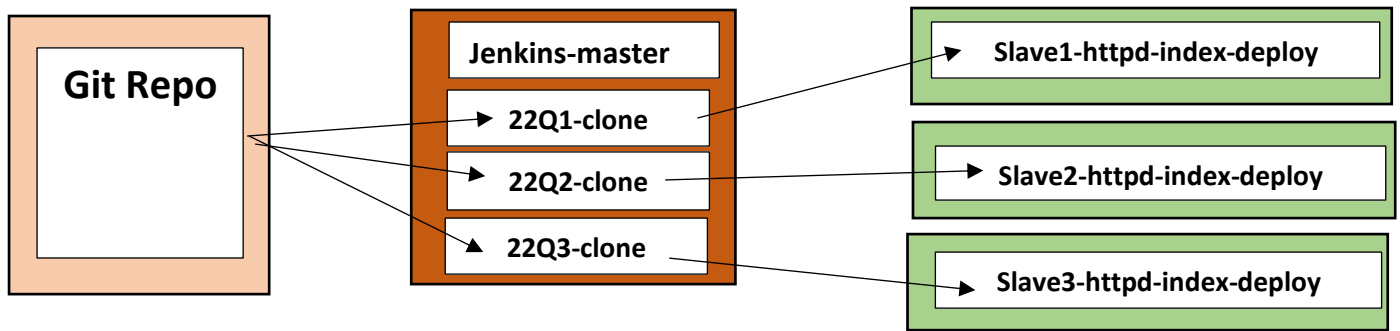 Git Repo
Jenkins-master
22Q1-clone
22Q2-clone
22Q3-clone
Slave1-httpd-index-deploy
Slave2-httpd-index-deploy
Slave3-httpd-index-deploy